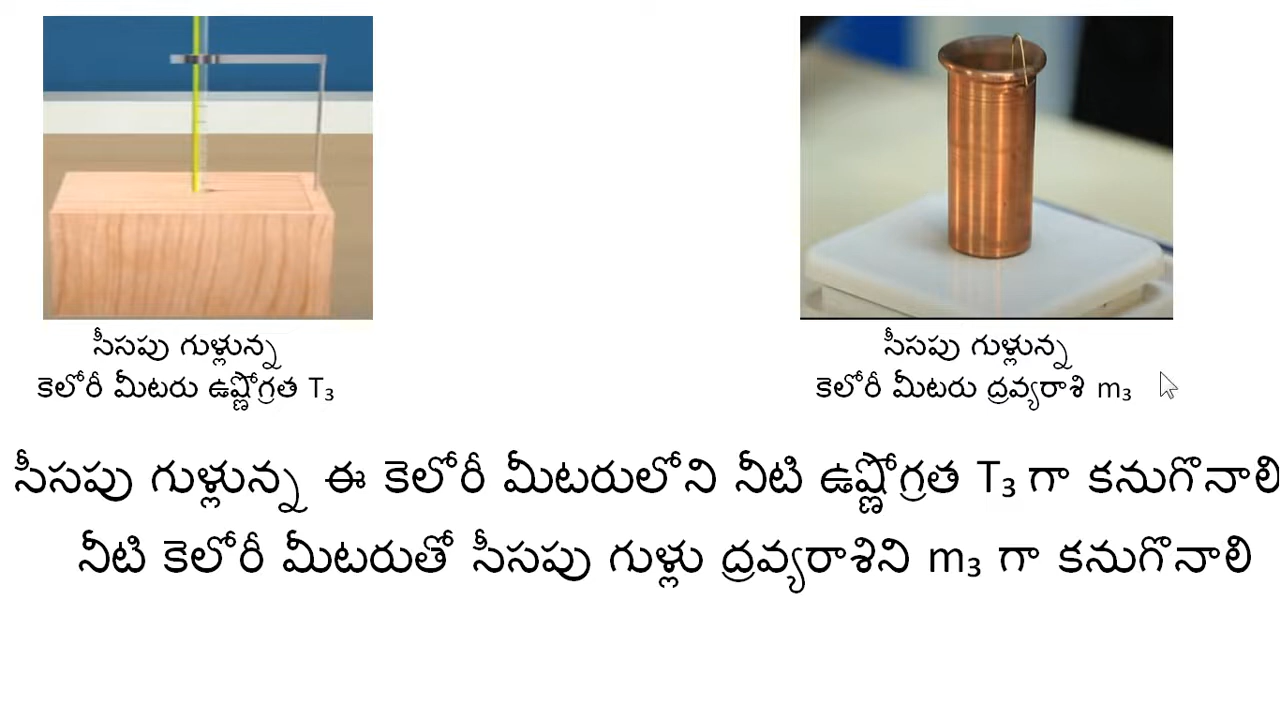 సీసపు గుళ్లున్న
కెలోరీ మీటరు ఉష్ణోగ్రత T₃
సీసపు గుళ్లున్న
కెలోరీ మీటరు ద్రవ్యరాశి m₃
సీసపు గుళ్లున్న ఈ కెలోరీ మీటరులోని నీటి ఉష్ణోగ్రత T₃ గా కనుగొనాలి
నీటి కెలోరీ మీటరుతో సీసపు గుళ్లు ద్రవ్యరాశిని m₃ గా కనుగొనాలి